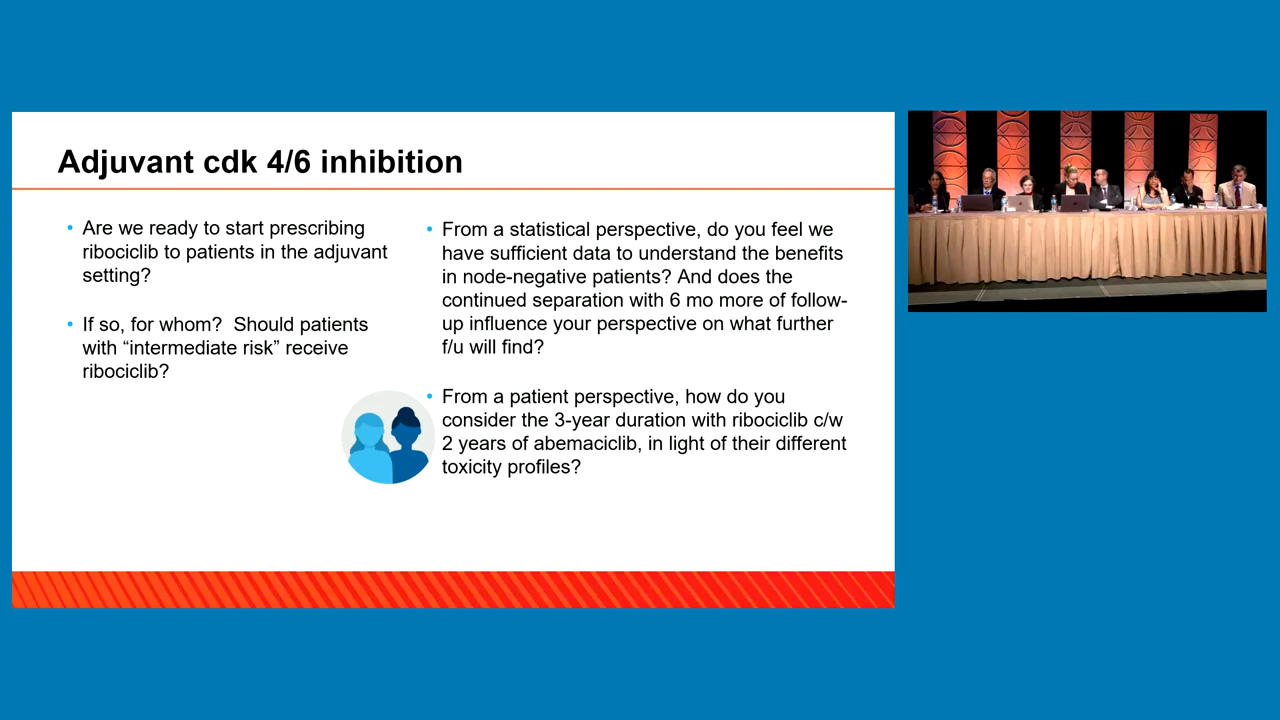 Adjuvant cdk 4/6 inhibition
• Are we ready to start prescribing
ribociclib to patients in the adjuvant
setting?
• If so, for whom?  Should patients
with “intermediate risk” receive
ribociclib?
• From a statistical perspective, do you feel we
have sufficient data to understand the benefits
in node-negative patients? And does the
continued separation with 6 mo more of follow-
up influence your perspective on what further
f/u will find?
• From a patient perspective, how do you
consider the 3-year duration with ribociclib c/w
2 years of abemaciclib, in light of their different
toxicity profiles?